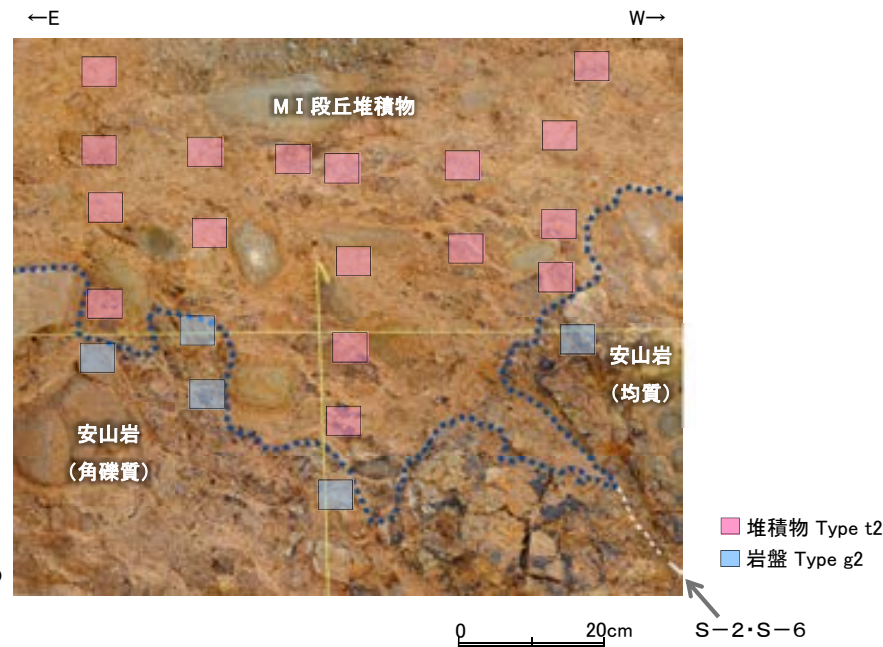 ←E
W→
MⅠ段丘堆積物
安山岩
（均質）
安山岩
（角礫質）
堆積物 Type t2
岩盤 Type g2
0
20cm
S－2・S－6